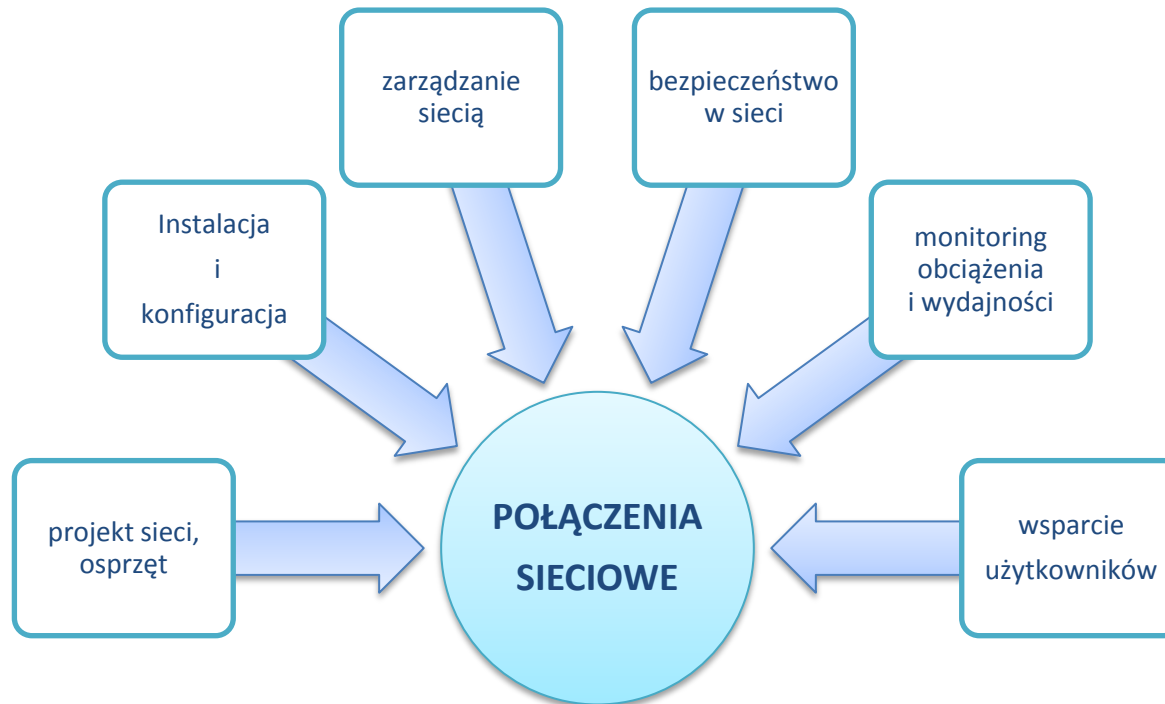 zarządzanie
siecią
bezpieczeństwo
w sieci
Instalacja
i
konfiguracja
monitoring
obciążenia
i wydajności
projekt sieci,
osprzęt
POŁĄCZENIA
SIECIOWE
wsparcie
użytkowników